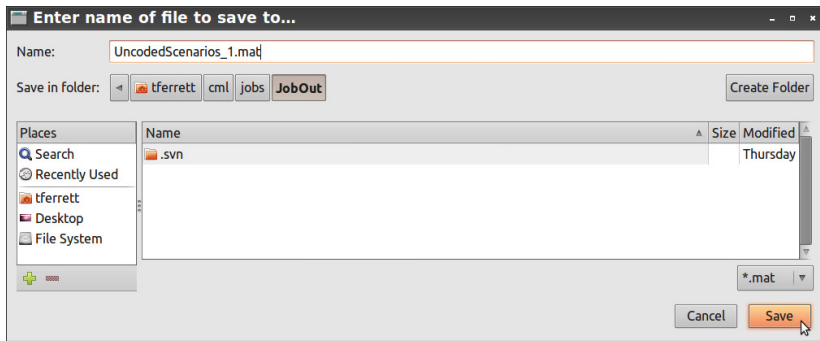 Enter name of file to save to...
Name: UncodedScenarios_1.mat
Save in folder: tferrett cml jobs JobOut Create Folder
Places Name Size Modified
Search .svn Thursday
Recently Used
tferrett
Desktop
File System
*.mat
Cancel Save